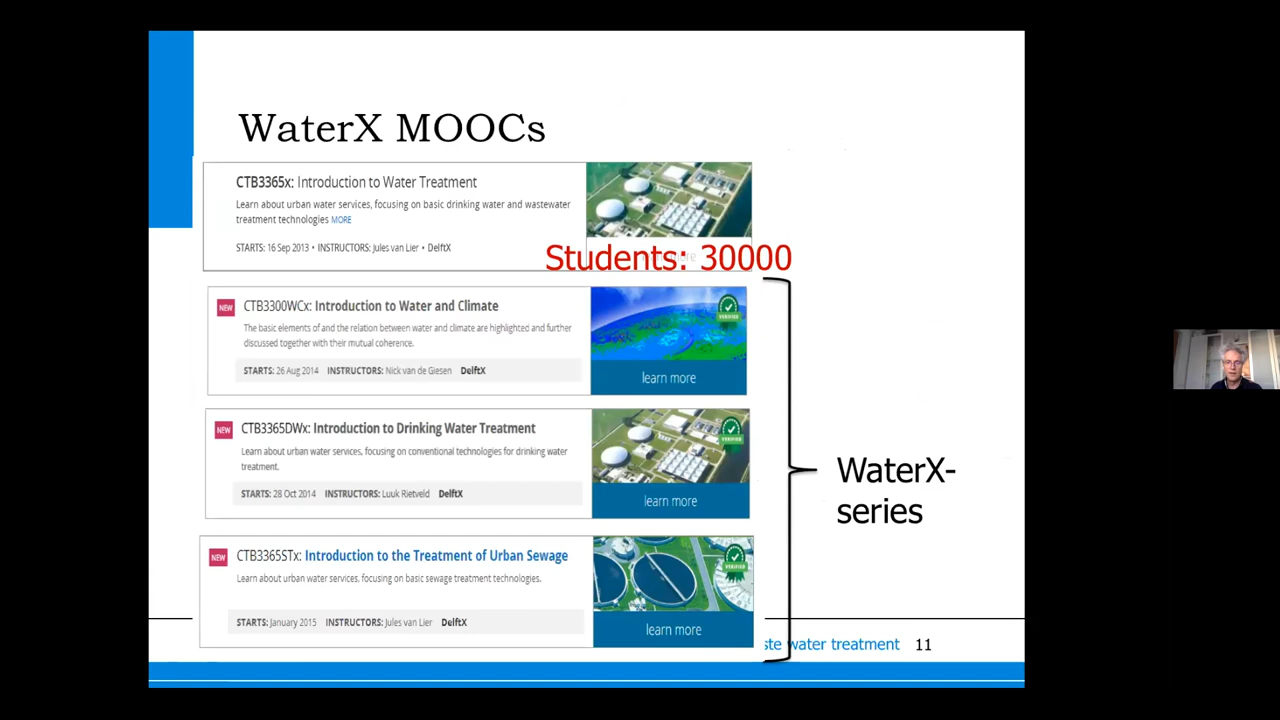 WaterX MOOCs
CTB3365x: Introduction to Water Treatment
Learn about urban water services, focusing on basic drinking water and wastewater
treatment technologies MORE
STARTS: 16 Sep 2013 • INSTRUCTORS: Jules van Lier • DelftX
Students: 30000
NEW
CTB3300WCx: Introduction to Water and Climate
The basic elements of and the relation between water and climate are highlighted and further
discussed together with their mutual coherence.
STARTS: 26 Aug 2014 INSTRUCTORS: Nick van de Giesen DelftX
VERIFIED
learn more
NEW
CTB3365DWx: Introduction to Drinking Water Treatment
Learn about urban water services, focusing on conventional technologies for drinking water
treatment.
STARTS: 28 Oct 2014 INSTRUCTORS: Luuk Rietveld DelftX
VERIFIED
learn more
WaterX-
series
NEW
CTB3365STx: Introduction to the Treatment of Urban Sewage
Learn about urban water services, focusing on basic sewage treatment technologies.
STARTS: January 2015 INSTRUCTORS: Jules van Lier DelftX
VERIFIED
learn more
water treatment 11